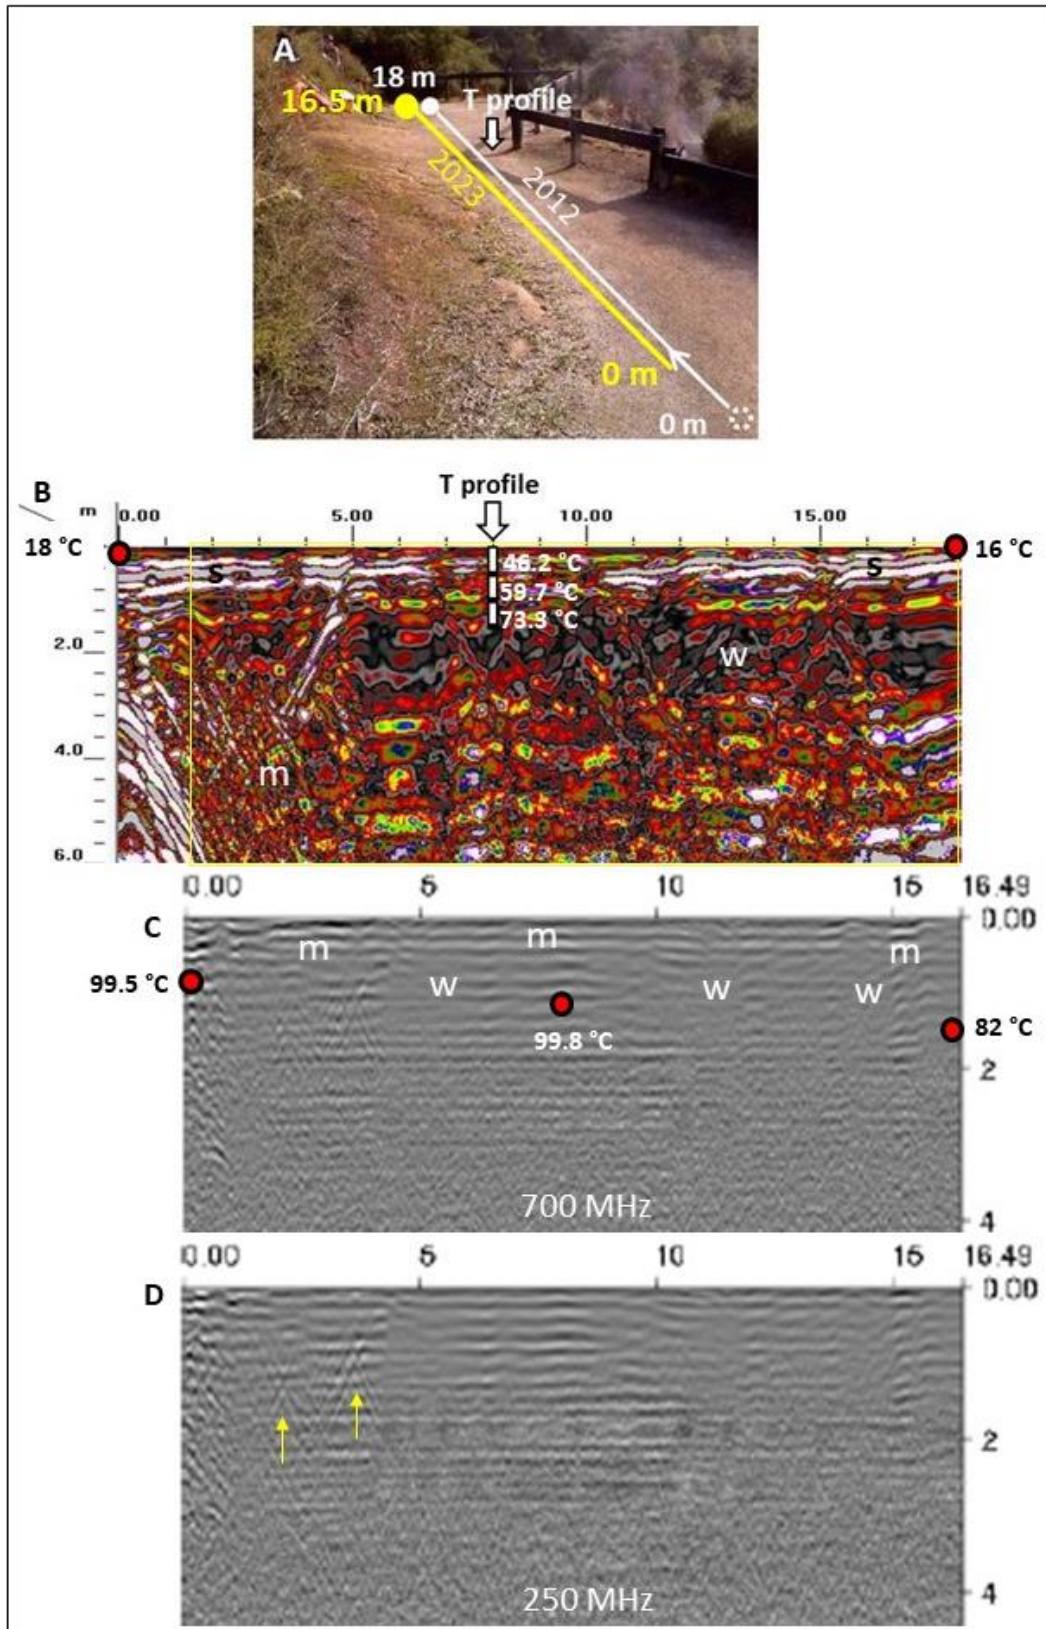 A
18 m
16.5 m
T profile
2023
2012
0 m
0 m
B
T profile
m
0.00
5.00
10.00
15.00
18 °C
16 °C
s
s
46.2 °C
59.7 °C
73.3 °C
2.0
w
4.0
m
6.0
0.00
5
10
15
16.49
C
0.00
m
m
m
99.5 °C
w
w
w
99.8 °C
82 °C
2
700 MHz
4
0.00
5
10
15
16.49
D
0.00
2
250 MHz
4